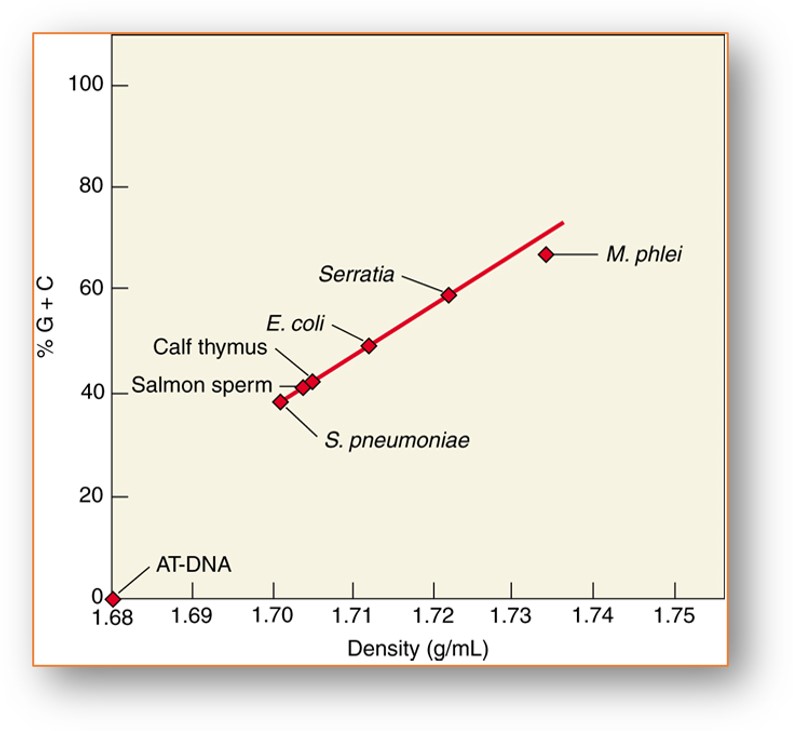 100
80
60
40
20
0
% G + C
M. phlei
Serratia
E. coli
Calf thymus
Salmon sperm
S. pneumoniae
AT-DNA
1.68 1.69 1.70 1.71 1.72 1.73 1.74 1.75
Density (g/mL)